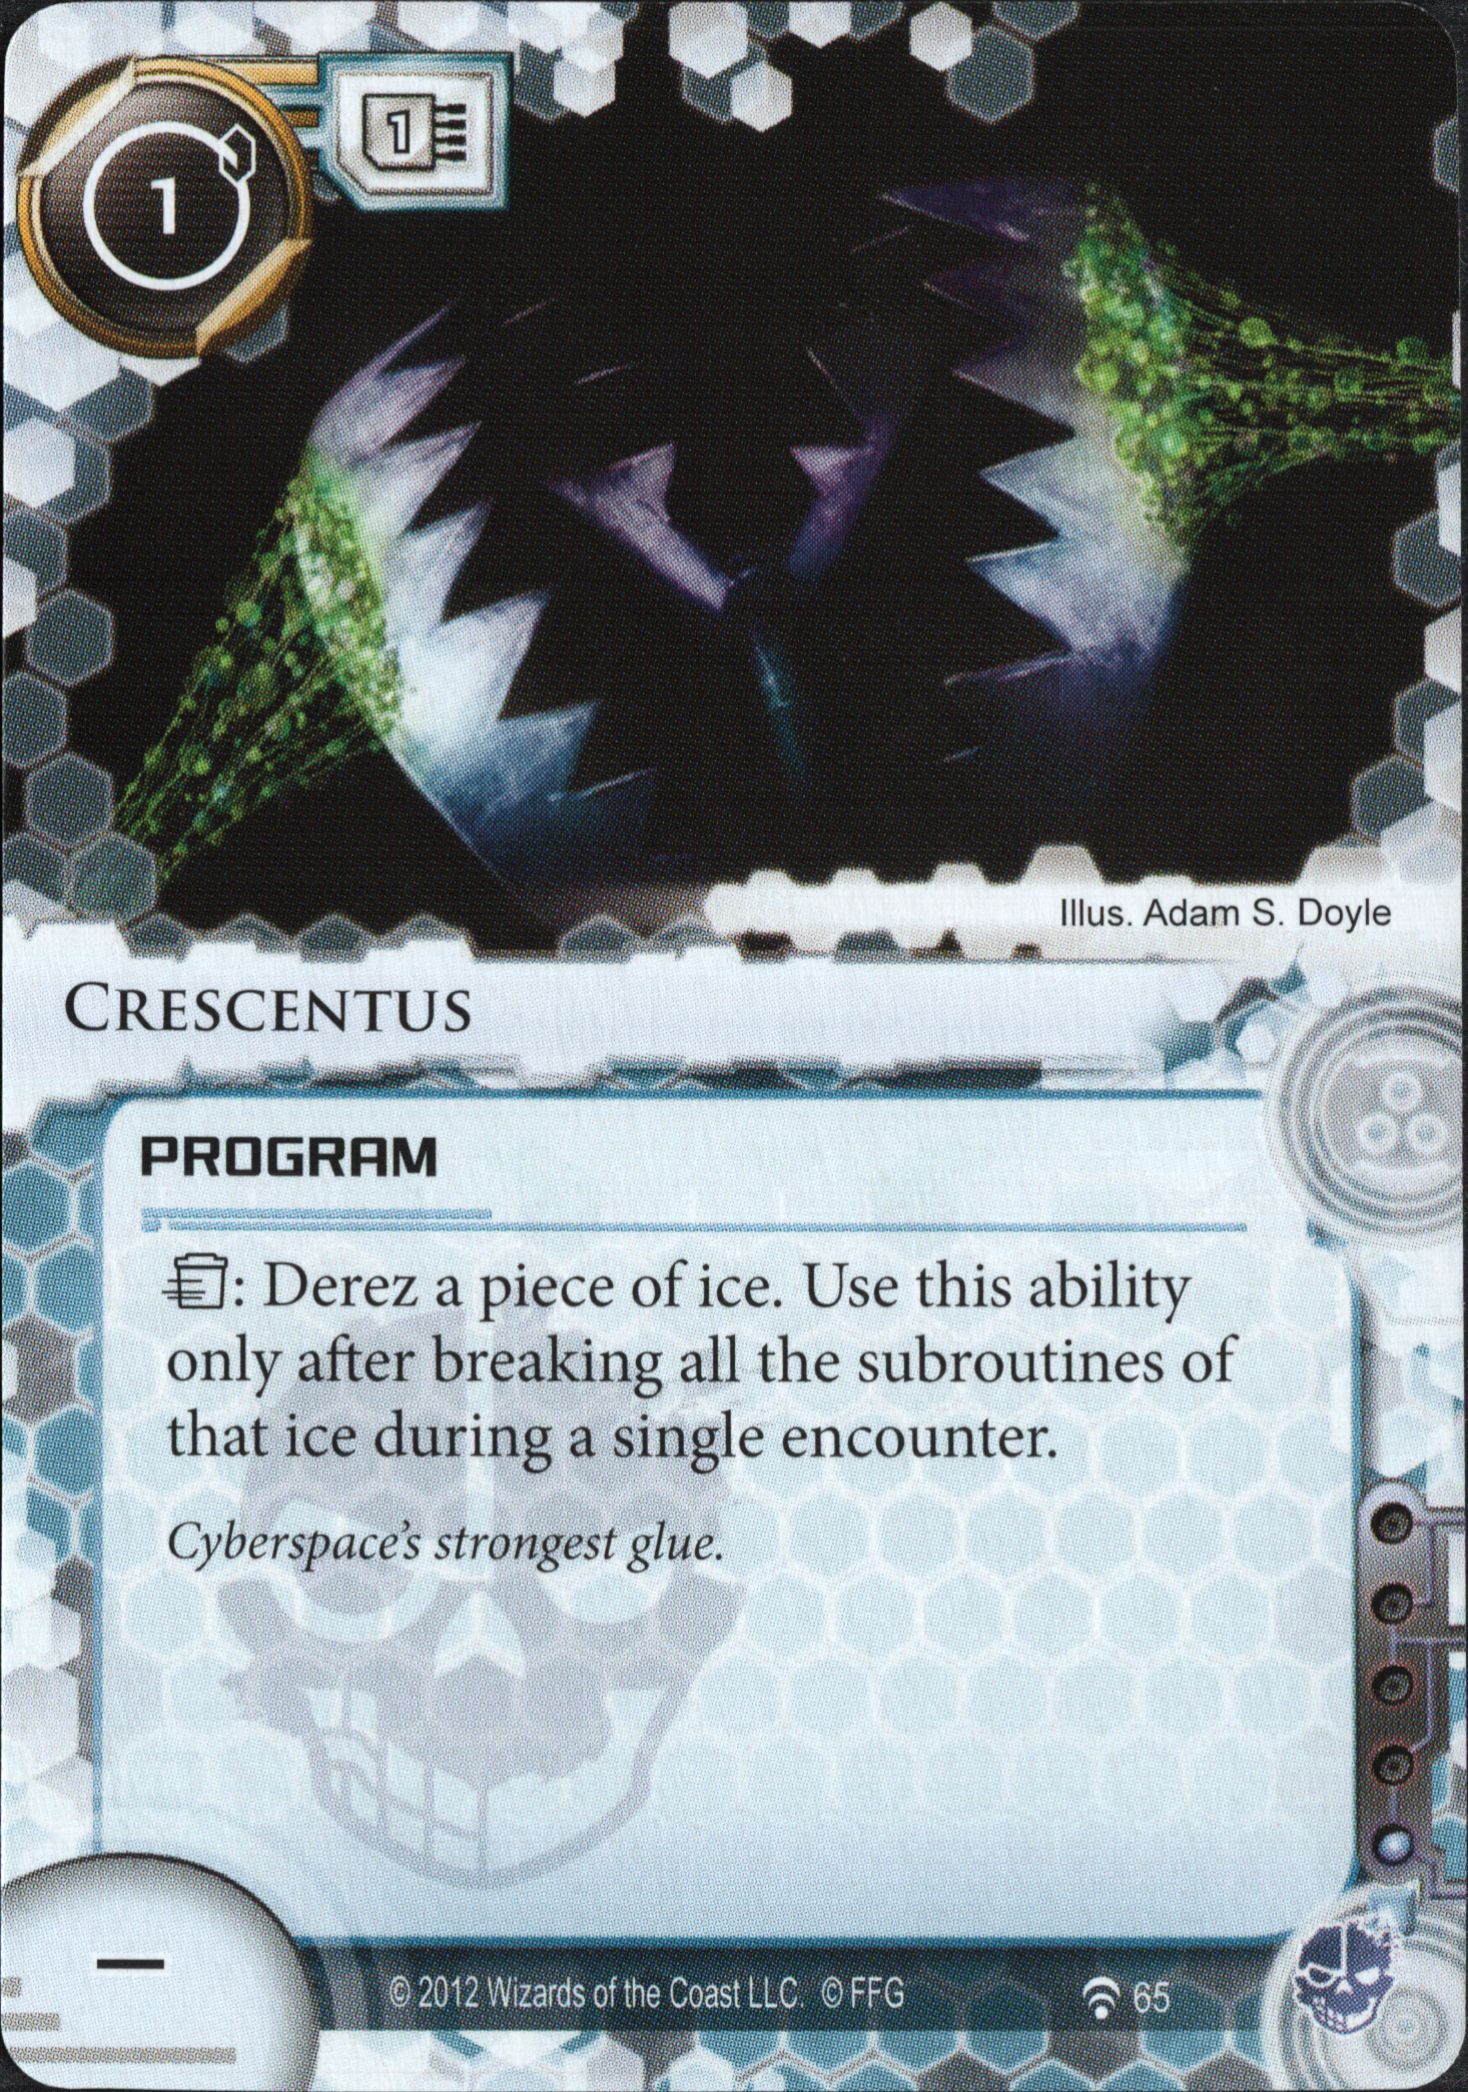 1
1
Illus. Adam S. Doyle
CRESCENTUS
PROGRAM
: Derez a piece of ice. Use this ability
only after breaking all the subroutines of
that ice during a single encounter.
Cyberspace's strongest glue.
—
© 2012 Wizards of the Coast LLC. © FFG
65